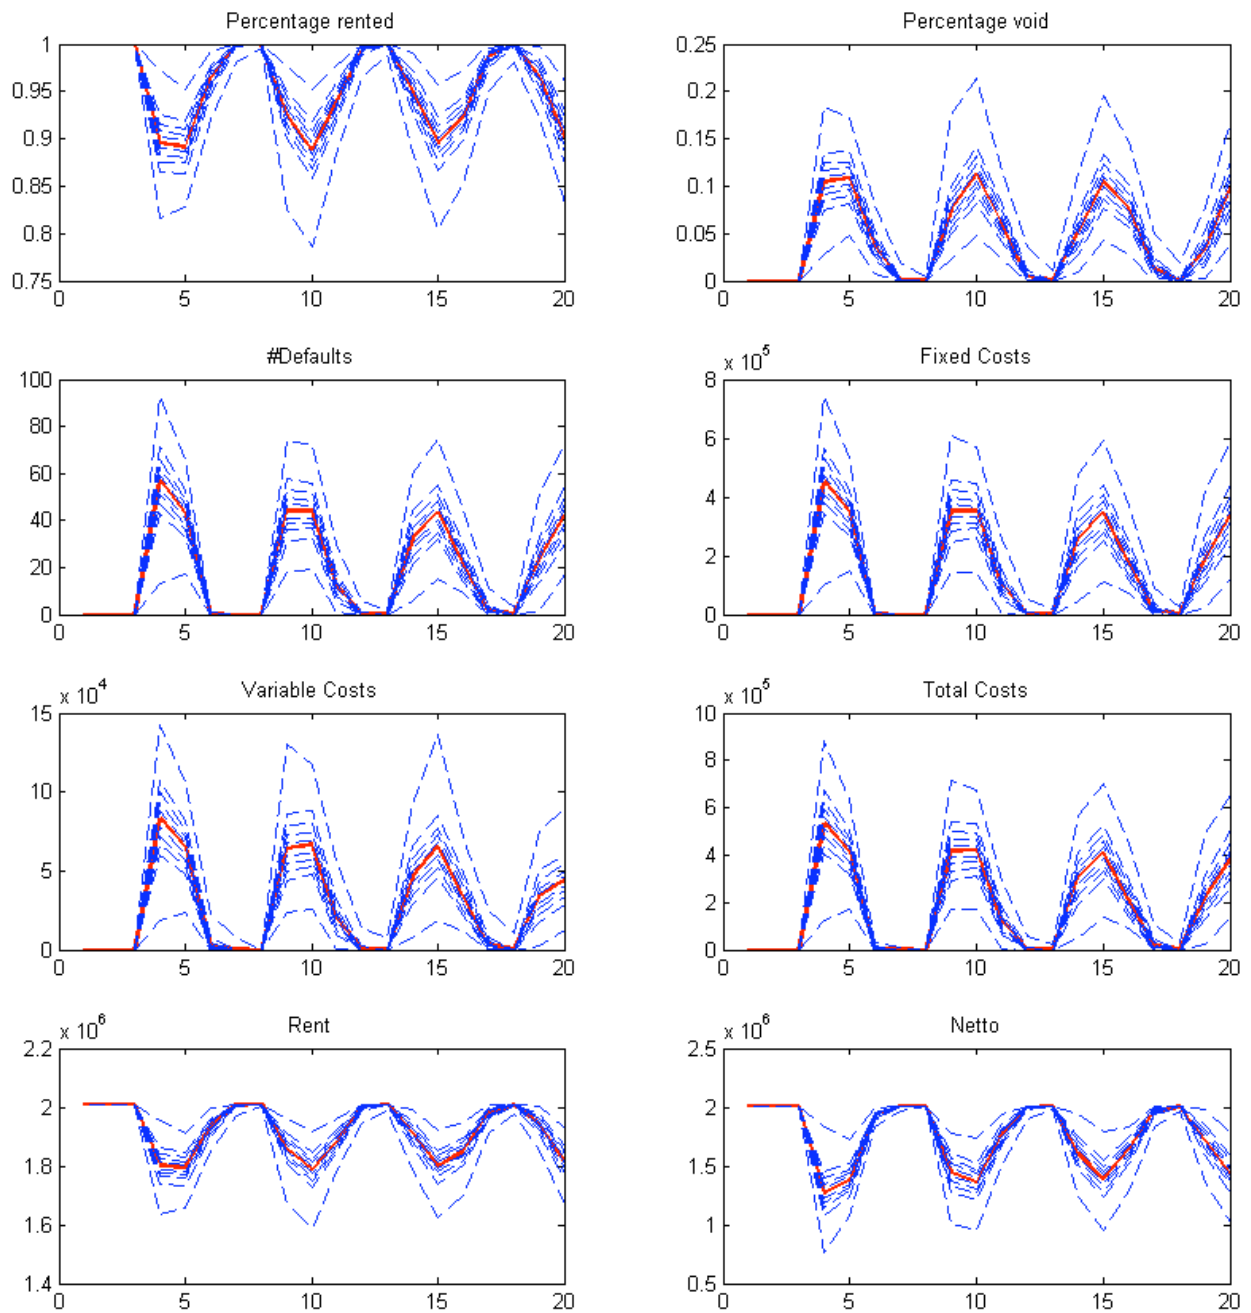 Percentage rented
1
0.95
0.9
0.85
0.8
0.75
0 5 10 15 20
Percentage void
0.25
0.2
0.15
0.1
0.05
0
0 5 10 15 20
#Defaults
100
80
60
40
20
0
0 5 10 15 20
Fixed Costs
x 10^5
8
6
4
2
0
0 5 10 15 20
Variable Costs
x 10^4
15
10
5
0
0 5 10 15 20
Total Costs
x 10^5
10
8
6
4
2
0
0 5 10 15 20
Rent
x 10^6
2.2
2
1.8
1.6
1.4
0 5 10 15 20
Netto
x 10^6
2.5
2
1.5
1
0.5
0 5 10 15 20